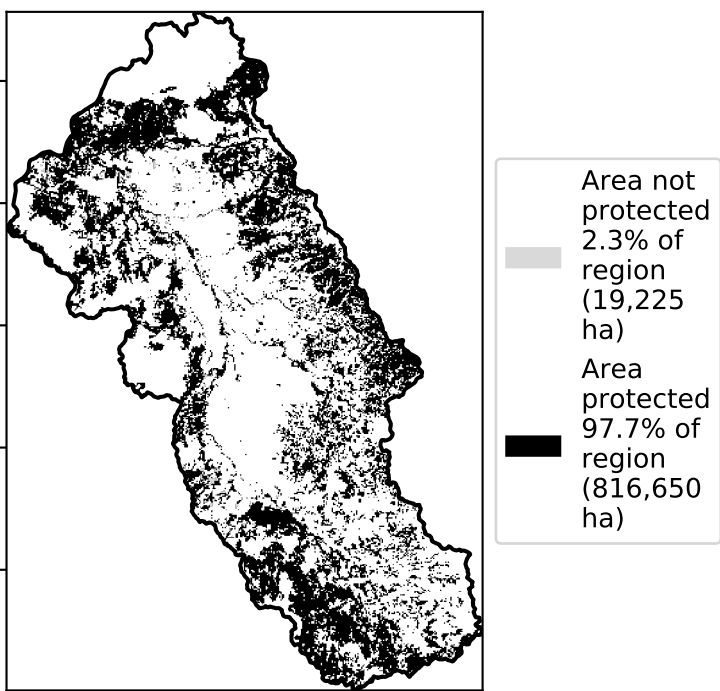 Area not
protected
2.3% of
region
(19,225
ha)
Area
protected
97.7% of
region
(816,650
ha)